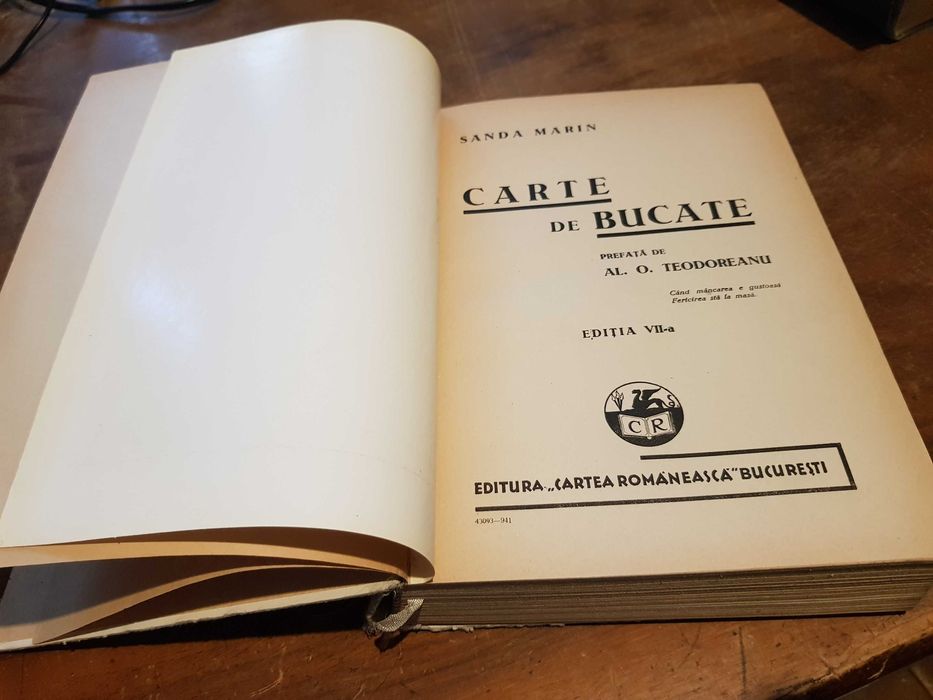 SANDA MARIN
CARTE
DE BUCATE
PREFAȚĂ DE
AL. O. TEODOREANU
Când mâncarea e gustoasă
Fericirea stă la masă.
EDIȚIA VII-a
C R
EDITURA „CARTEA ROMÂNEASCĂ" BUCUREȘTI
43093—941